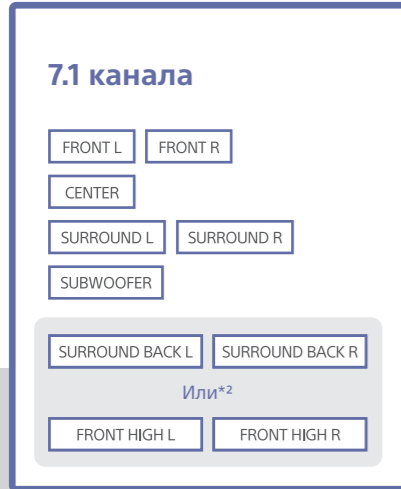 7.1 канала
FRONT L FRONT R
CENTER
SURROUND L SURROUND R
SUBWOOFER
SURROUND BACK L SURROUND BACK R
Или*²
FRONT HIGH L FRONT HIGH R